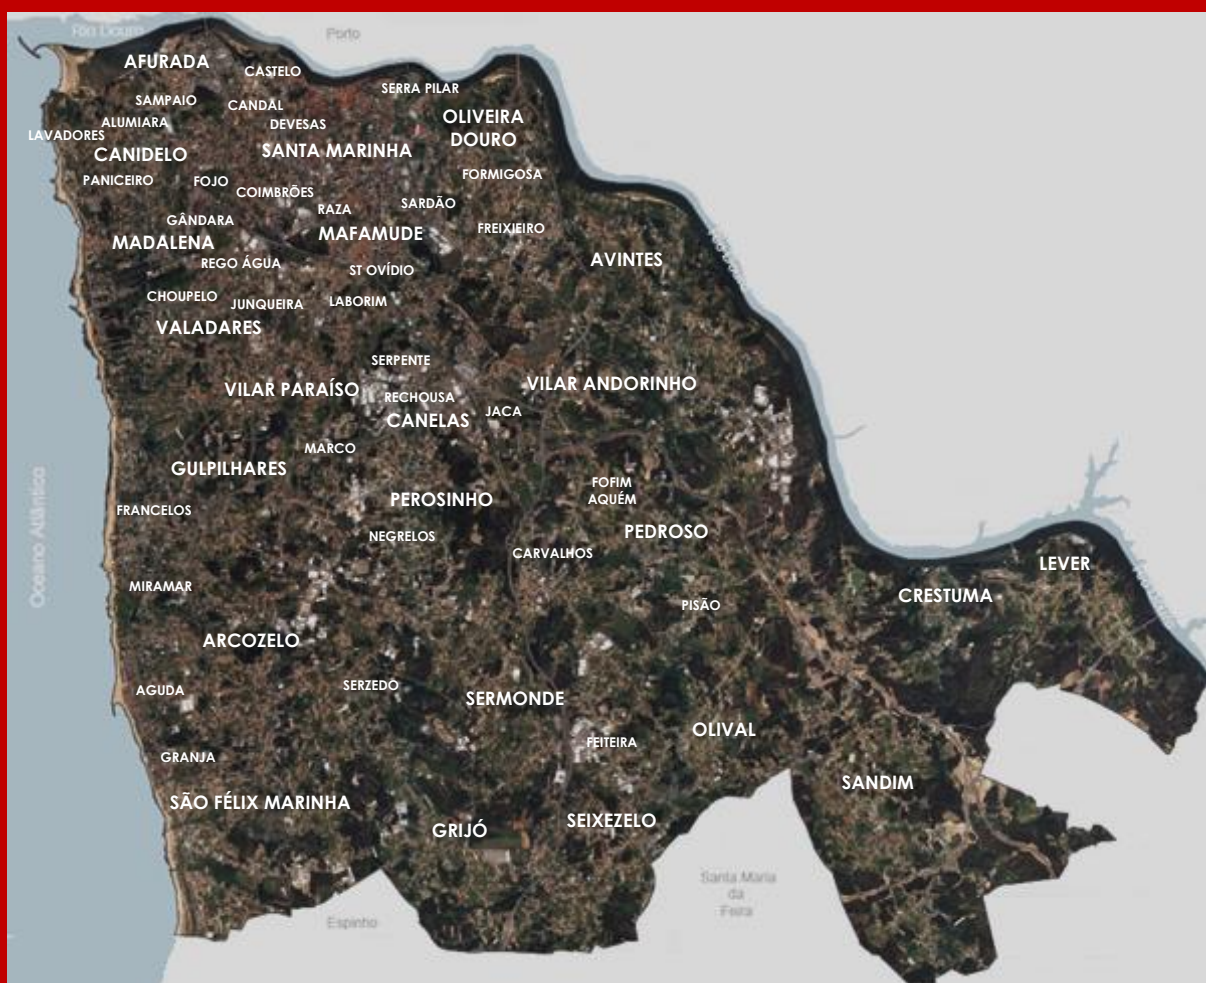 Rio Douro
Porto
AFURADA
CASTELO
SERRA PILAR
SAMPAIO
CANDAL
ALUMIARA
DEVESAS
OLIVEIRA
DOURO
LAVADORES
CANIDELO
SANTA MARINHA
PANICEIRO
FOJO
FORMIGOSA
COIMBRÕES
RAZA
SARDÃO
GÂNDARA
FREIXIEIRO
MADALENA
MAFAMUDE
REGO ÁGUA
ST OVÍDIO
AVINTES
CHOUPELO
JUNQUEIRA
LABORIM
VALADARES
SERPENTE
VILAR PARAÍSO
RECHOUSA
VILAR ANDORINHO
CANELAS
JACA
MARCO
GULPILHARES
FOFIM
AQUÉM
PEROSINHO
FRANCELOS
Oceano Atlântico
NEGRELOS
PEDROSO
CARVALHOS
LEVER
MIRAMAR
CRESTUMA
PISÃO
ARCOZELO
AGUDA
SERZEDO
SERMONDE
OLIVAL
GRANJA
FEITEIRA
SANDIM
SÃO FÉLIX MARINHA
GRIJÓ
SEIXEZELO
Santa Maria
da
Feira
Espinho